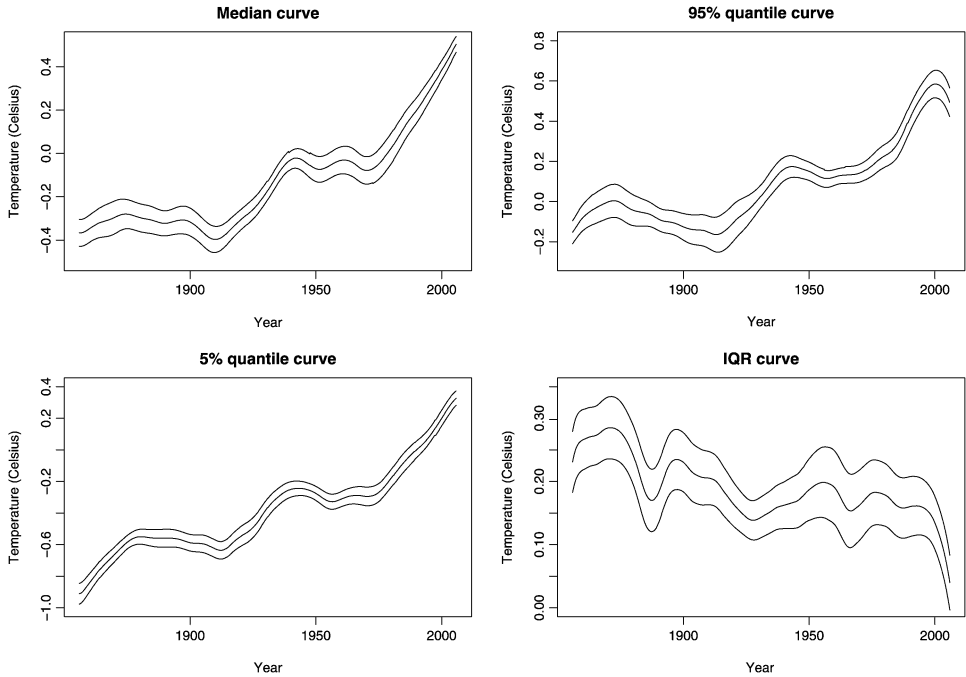 Median curve
Temperature (Celsius)
0.4
0.2
0.0
−0.2
−0.4
1900 1950 2000
Year
95% quantile curve
Temperature (Celsius)
0.8
0.6
0.4
0.2
0.0
−0.2
1900 1950 2000
Year
5% quantile curve
Temperature (Celsius)
0.4
0.2
−0.2
−0.6
−1.0
1900 1950 2000
Year
IQR curve
Temperature (Celsius)
0.30
0.20
0.10
0.00
1900 1950 2000
Year